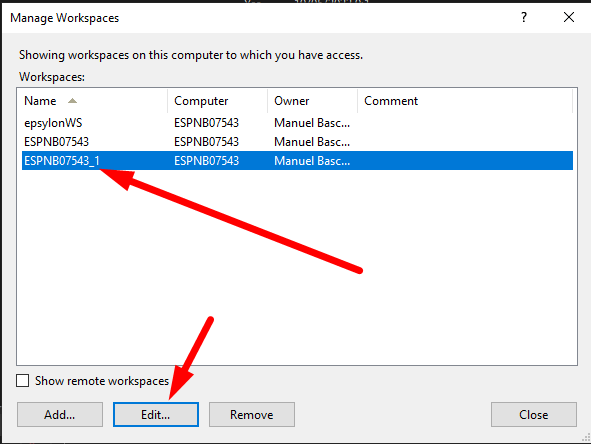 Manage Workspaces ?
Showing workspaces on this computer to which you have access.
Workspaces:
Name Computer Owner Comment
epsylonWS ESPNB07543 Manuel Basc...
ESPNB07543 ESPNB07543 Manuel Basc...
ESPNB07543_1 ESPNB07543 Manuel Basc...
Show remote workspaces
Add... Edit... Remove Close